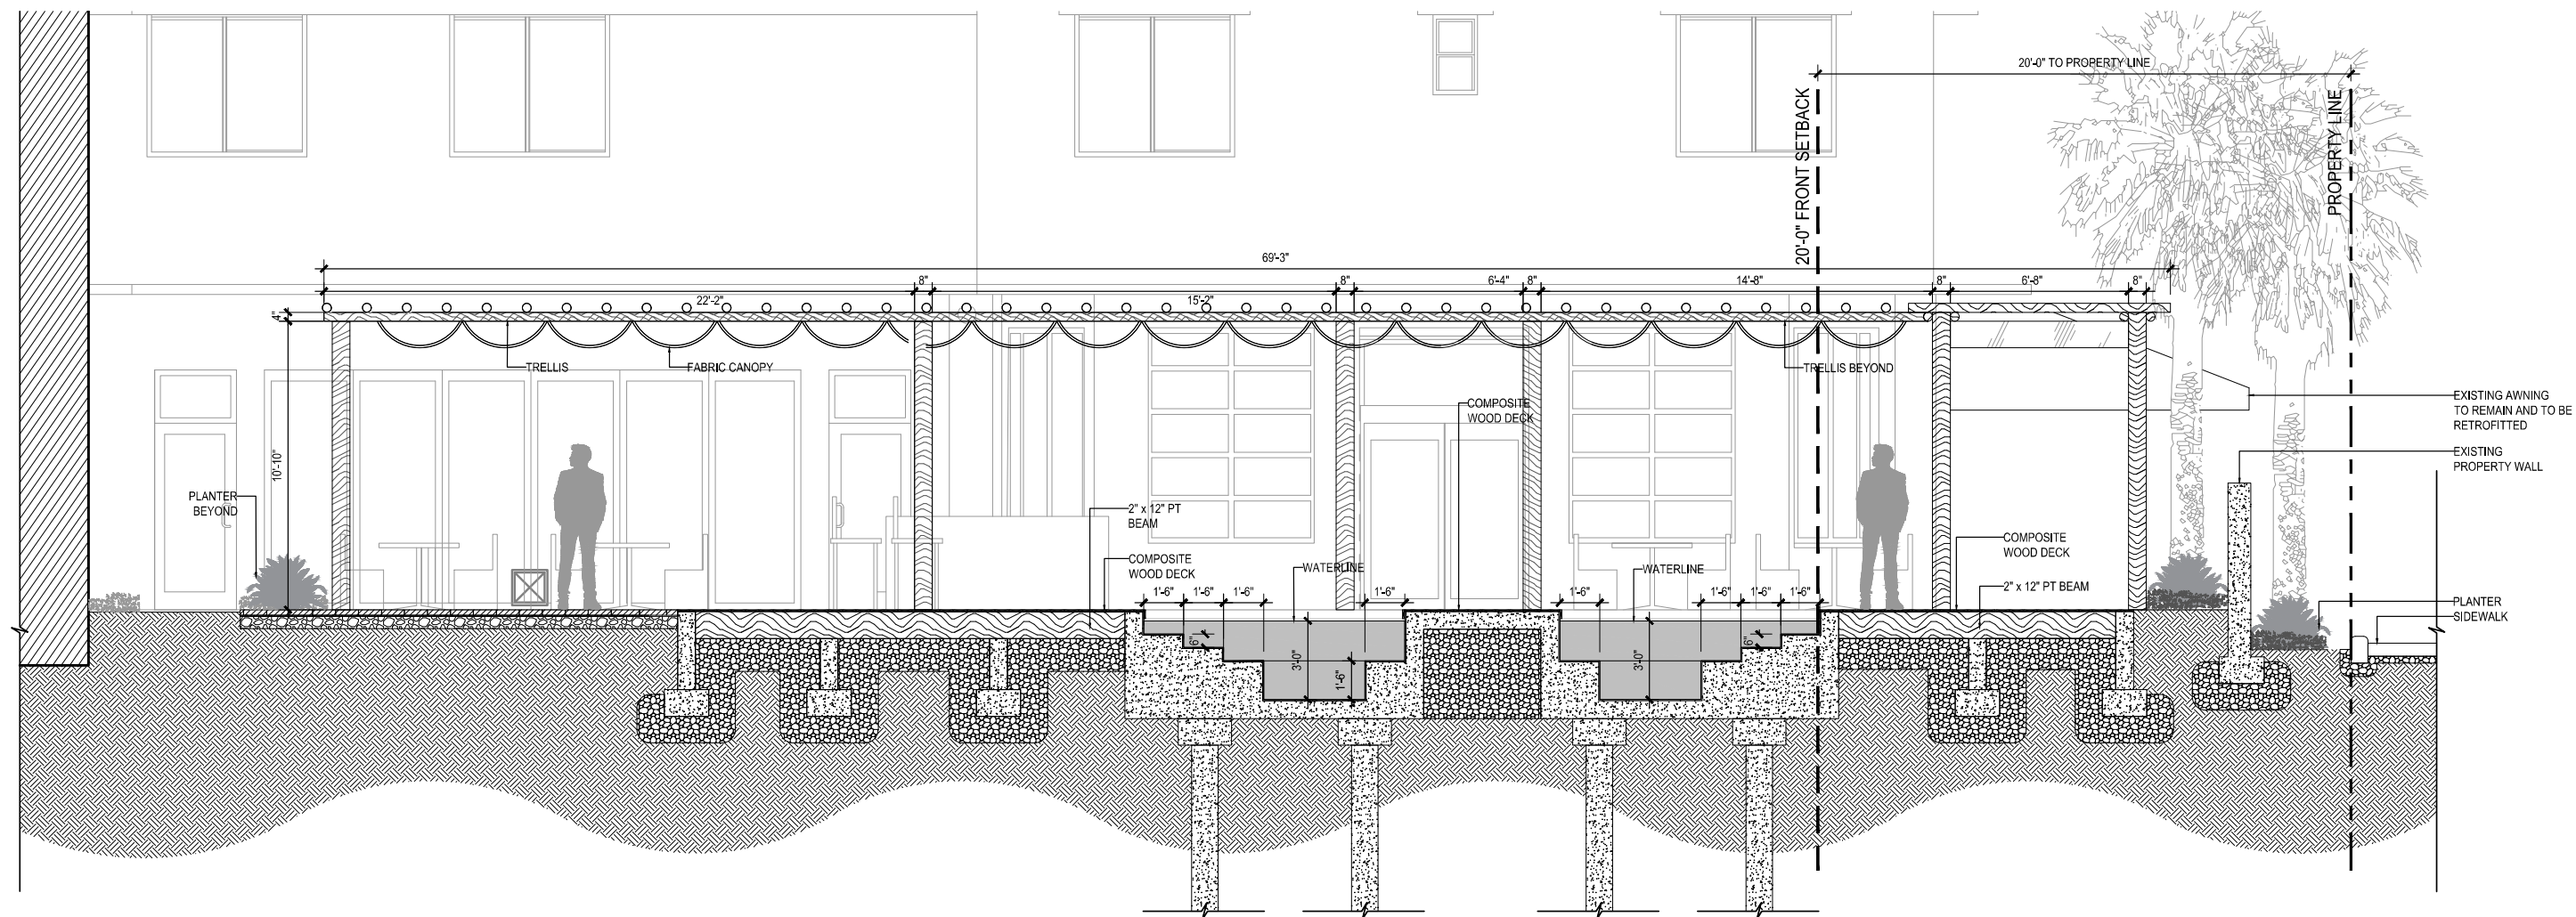 20'-0" TO PROPERTY LINE
20'-0" FRONT SETBACK
PROPERTY LINE
69'-3"
8"
8"
6'-4"
8"
14'-8"
8"
6'-8"
8"
22'-2"
15'-2"
4"
TRELLIS
FABRIC CANOPY
TRELLIS BEYOND
EXISTING AWNING
TO REMAIN AND TO BE
RETROFITTED
COMPOSITE
WOOD DECK
EXISTING
PROPERTY WALL
10'-10"
PLANTER
BEYOND
2" x 12" PT
BEAM
COMPOSITE
WOOD DECK
COMPOSITE
WOOD DECK
WATERLINE
WATERLINE
1'-6"
1'-6"
1'-6"
1'-6"
1'-6"
1'-6"
1'-6"
1'-6"
2" x 12" PT BEAM
PLANTER
SIDEWALK
6"
3'-0"
1'-6"
3'-0"
6"